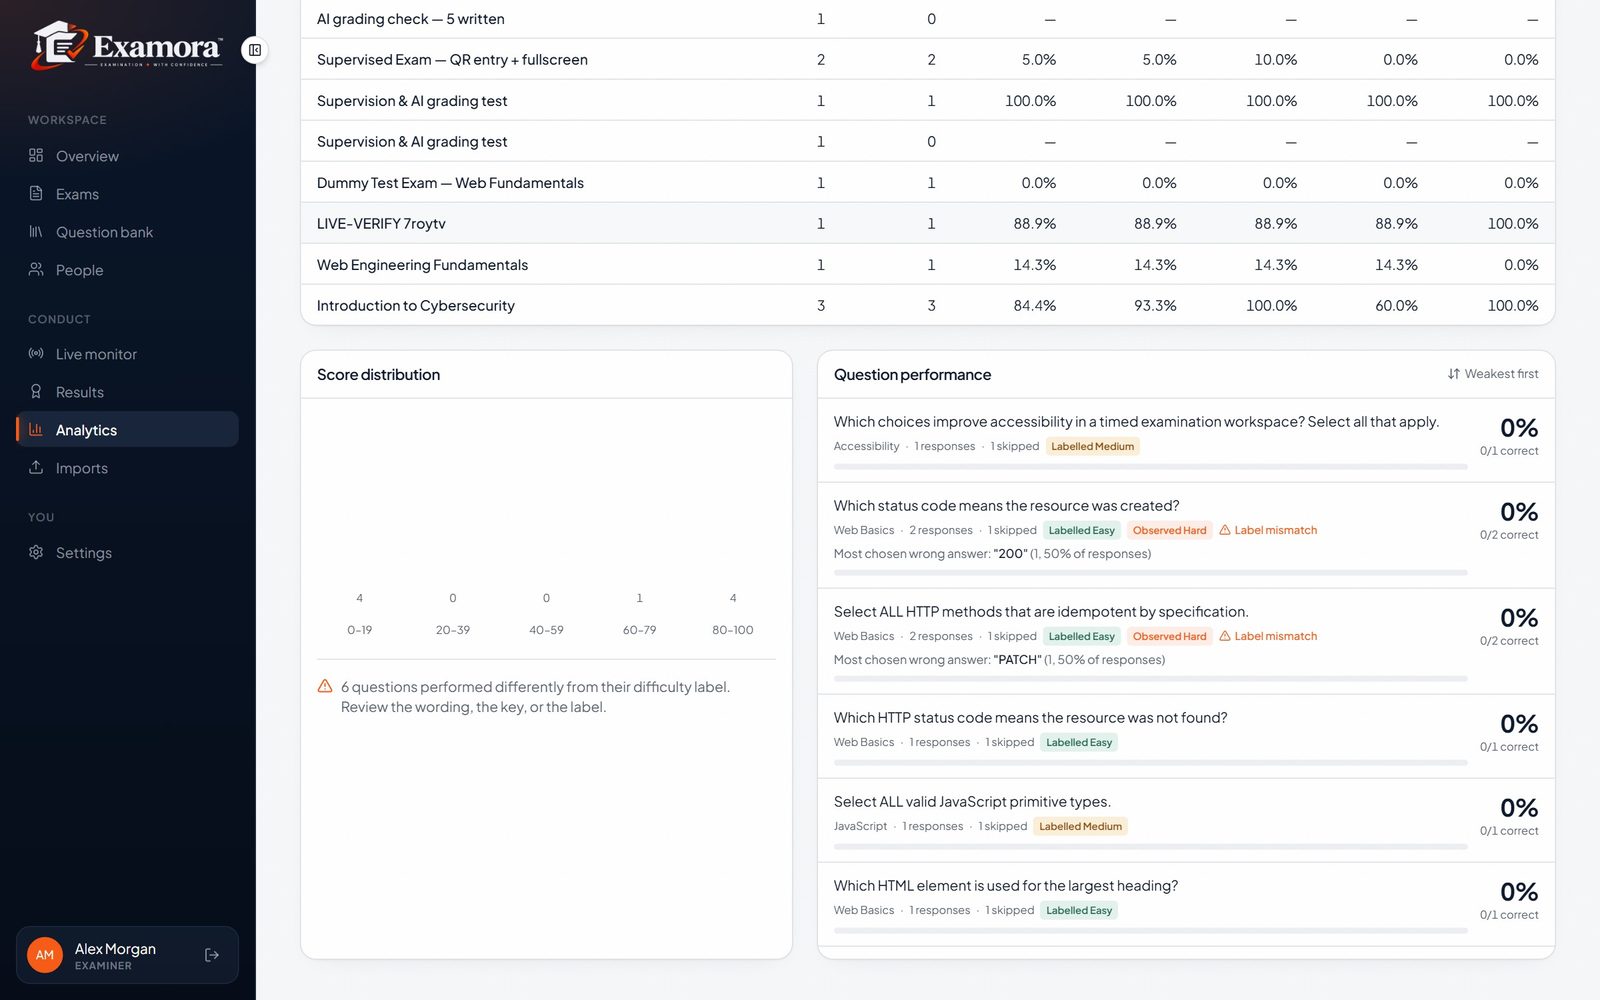 Examora™
EXAMINATION • WITH CONFIDENCE
WORKSPACE
Overview
Exams
Question bank
People
CONDUCT
Live monitor
Results
Analytics
Imports
YOU
Settings
AM
Alex Morgan
EXAMINER
AI grading check — 5 written 1 0 — — — — —
Supervised Exam — QR entry + fullscreen 2 2 5.0% 5.0% 10.0% 0.0% 0.0%
Supervision & AI grading test 1 1 100.0% 100.0% 100.0% 100.0% 100.0%
Supervision & AI grading test 1 0 — — — — —
Dummy Test Exam — Web Fundamentals 1 1 0.0% 0.0% 0.0% 0.0% 0.0%
LIVE-VERIFY 7roytv 1 1 88.9% 88.9% 88.9% 88.9% 100.0%
Web Engineering Fundamentals 1 1 14.3% 14.3% 14.3% 14.3% 0.0%
Introduction to Cybersecurity 3 3 84.4% 93.3% 100.0% 60.0% 100.0%
Score distribution
4 0 0 1 4
0–19 20–39 40–59 60–79 80–100
6 questions performed differently from their difficulty label.
Review the wording, the key, or the label.
Question performance
Weakest first
Which choices improve accessibility in a timed examination workspace? Select all that apply.
0%
Accessibility · 1 responses · 1 skipped Labelled Medium
0/1 correct
Which status code means the resource was created?
0%
Web Basics · 2 responses · 1 skipped Labelled Easy Observed Hard Label mismatch
0/2 correct
Most chosen wrong answer: "200" (1, 50% of responses)
Select ALL HTTP methods that are idempotent by specification.
0%
Web Basics · 2 responses · 1 skipped Labelled Easy Observed Hard Label mismatch
0/2 correct
Most chosen wrong answer: "PATCH" (1, 50% of responses)
Which HTTP status code means the resource was not found?
0%
Web Basics · 1 responses · 1 skipped Labelled Easy
0/1 correct
Select ALL valid JavaScript primitive types.
0%
JavaScript · 1 responses · 1 skipped Labelled Medium
0/1 correct
Which HTML element is used for the largest heading?
0%
Web Basics · 1 responses · 1 skipped Labelled Easy
0/1 correct